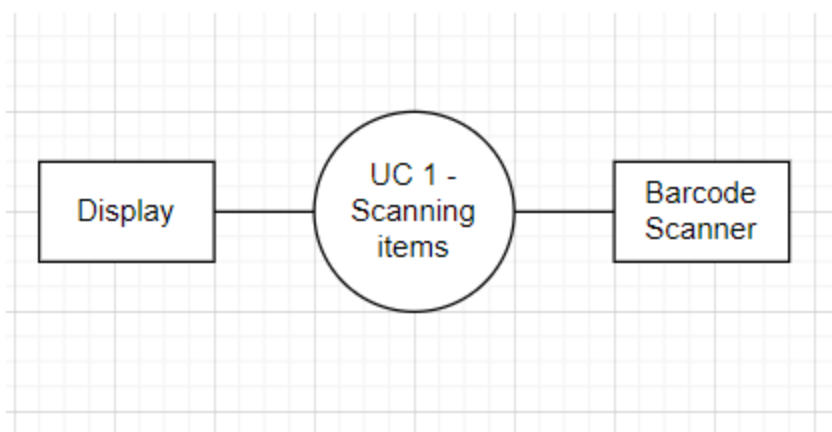 Display
UC 1 -
Scanning
items
Barcode
Scanner